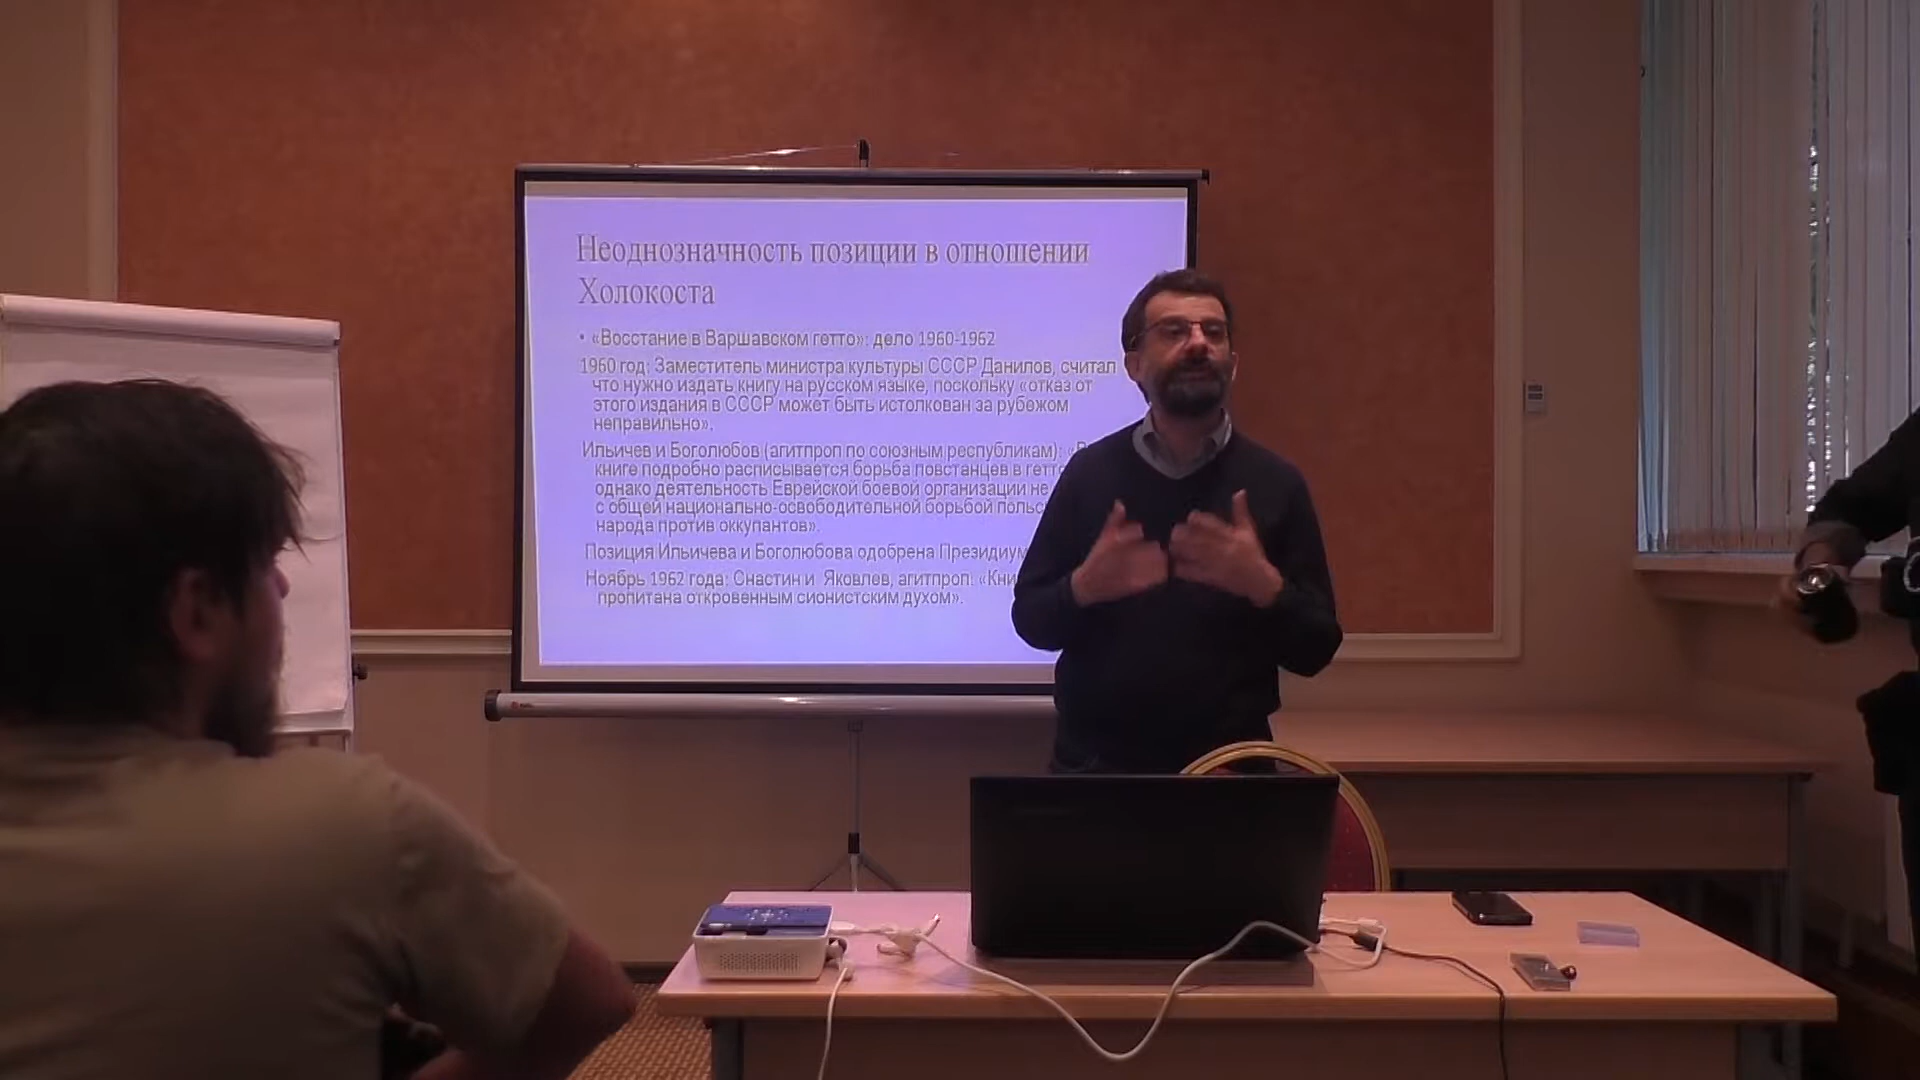 Неоднозначность позиции в отношении
Холокоста
• «Восстание в Варшавском гетто»: дело 1960-1962
1960 год: Заместитель министра культуры СССР Данилов, считал
что нужно издать книгу на русском языке, поскольку «отказ от
этого издания в СССР может быть истолкован за рубежом
неправильно».
Ильичев и Боголюбов (агитпроп по союзным республикам):
книге подробно расписывается борьба повстанцев в гетто
однако деятельность Еврейской боевой организации не
с общей национально-освободительной борьбой
народа против оккупантов».
Позиция Ильичева и Боголюбова одобрена
Ноябрь 1962 года: Снастин и Яковлев, агитпроп:
пропитана откровенным сионистским духом».